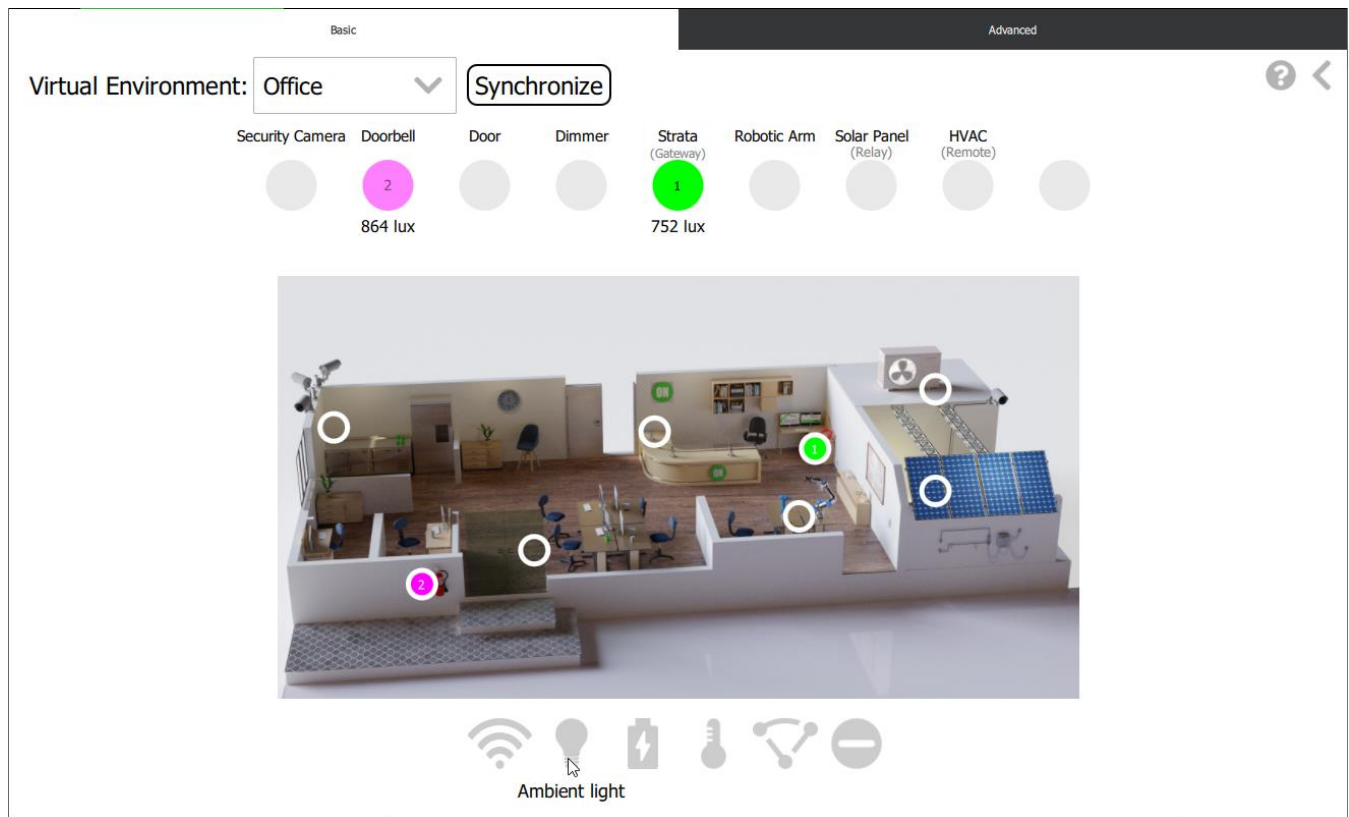 Basic
Advanced
Virtual Environment: Office Synchronize
Security Camera Doorbell Door Dimmer Strata Robotic Arm Solar Panel HVAC
(Gateway) (Relay) (Remote)
2 1
864 lux 752 lux
ON
1
ON
2
Ambient light